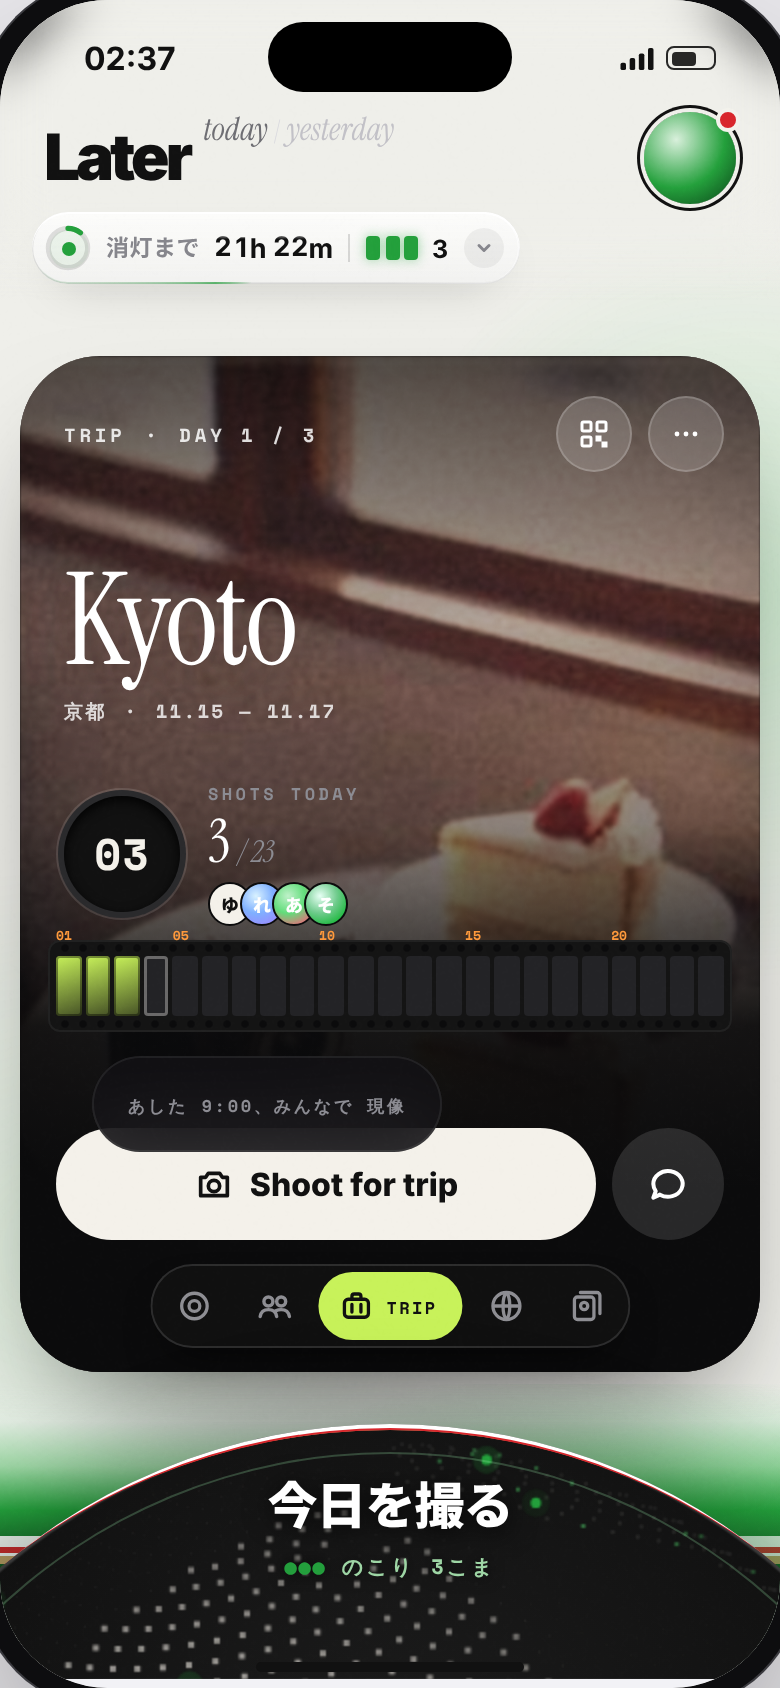 02:37
Later today / yesterday
消灯まで 21h 22m 3
TRIP · DAY 1 / 3
Kyoto
京都 · 11.15 — 11.17
SHOTS TODAY
03
3 / 23
ゆ れ あ そ
01 05 10 15 20
あした 9:00、みんなで 現像
Shoot for trip
TRIP
今日を撮る
のこり 3こま